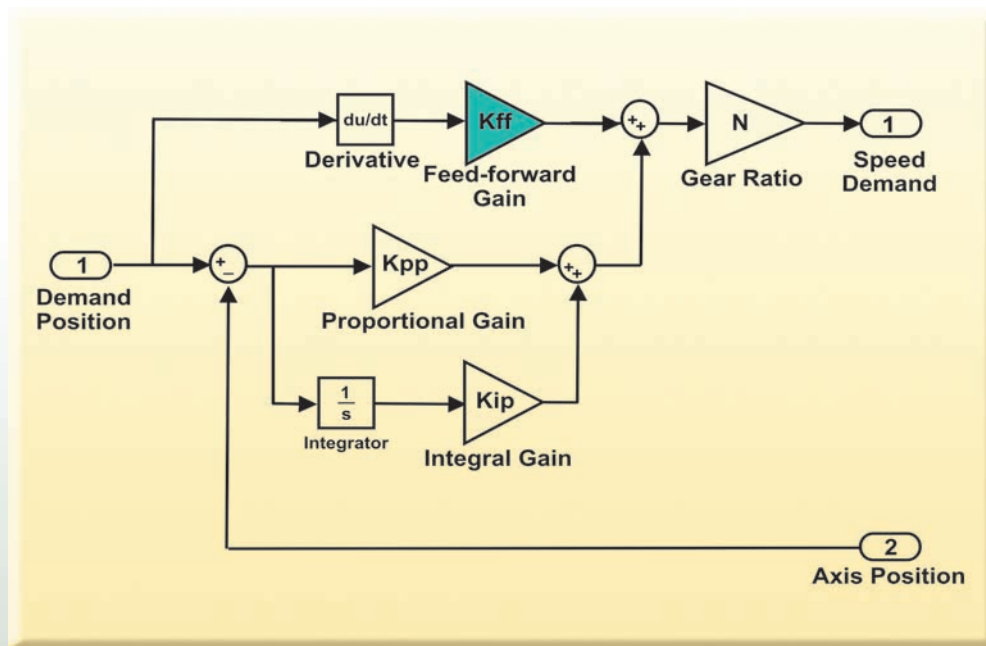 du/dt
Derivative
Kff
Feed-forward
Gain
+
+
N
Gear Ratio
1
Speed
Demand
1
Demand
Position
+
−
Kpp
Proportional Gain
+
+
1
s
Integrator
Kip
Integral Gain
2
Axis Position